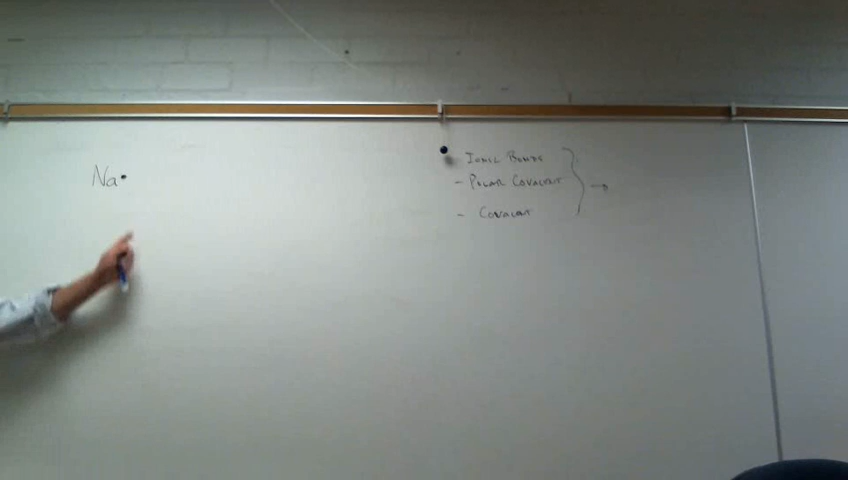 Na•
Ionic Bonds
- Polar Covalent
- Covalent